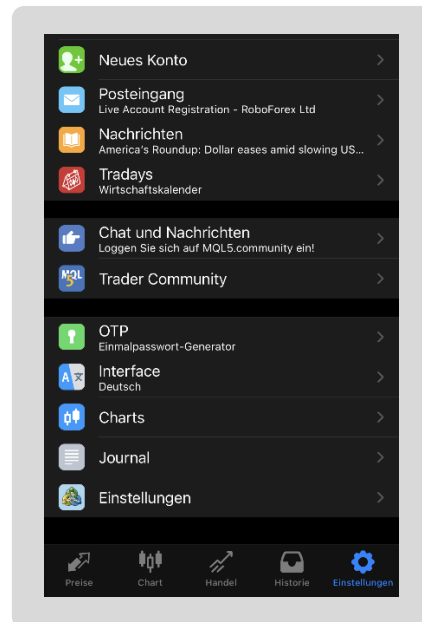 Neues Konto
Posteingang
Live Account Registration - RoboForex Ltd
Nachrichten
America's Roundup: Dollar eases amid slowing US...
Tradays
Wirtschaftskalender
Chat und Nachrichten
Loggen Sie sich auf MQL5.community ein!
MQL5
Trader Community
OTP
Einmalpasswort-Generator
A
Interface
Deutsch
Charts
Journal
Einstellungen
Preise Chart Handel Historie Einstellungen